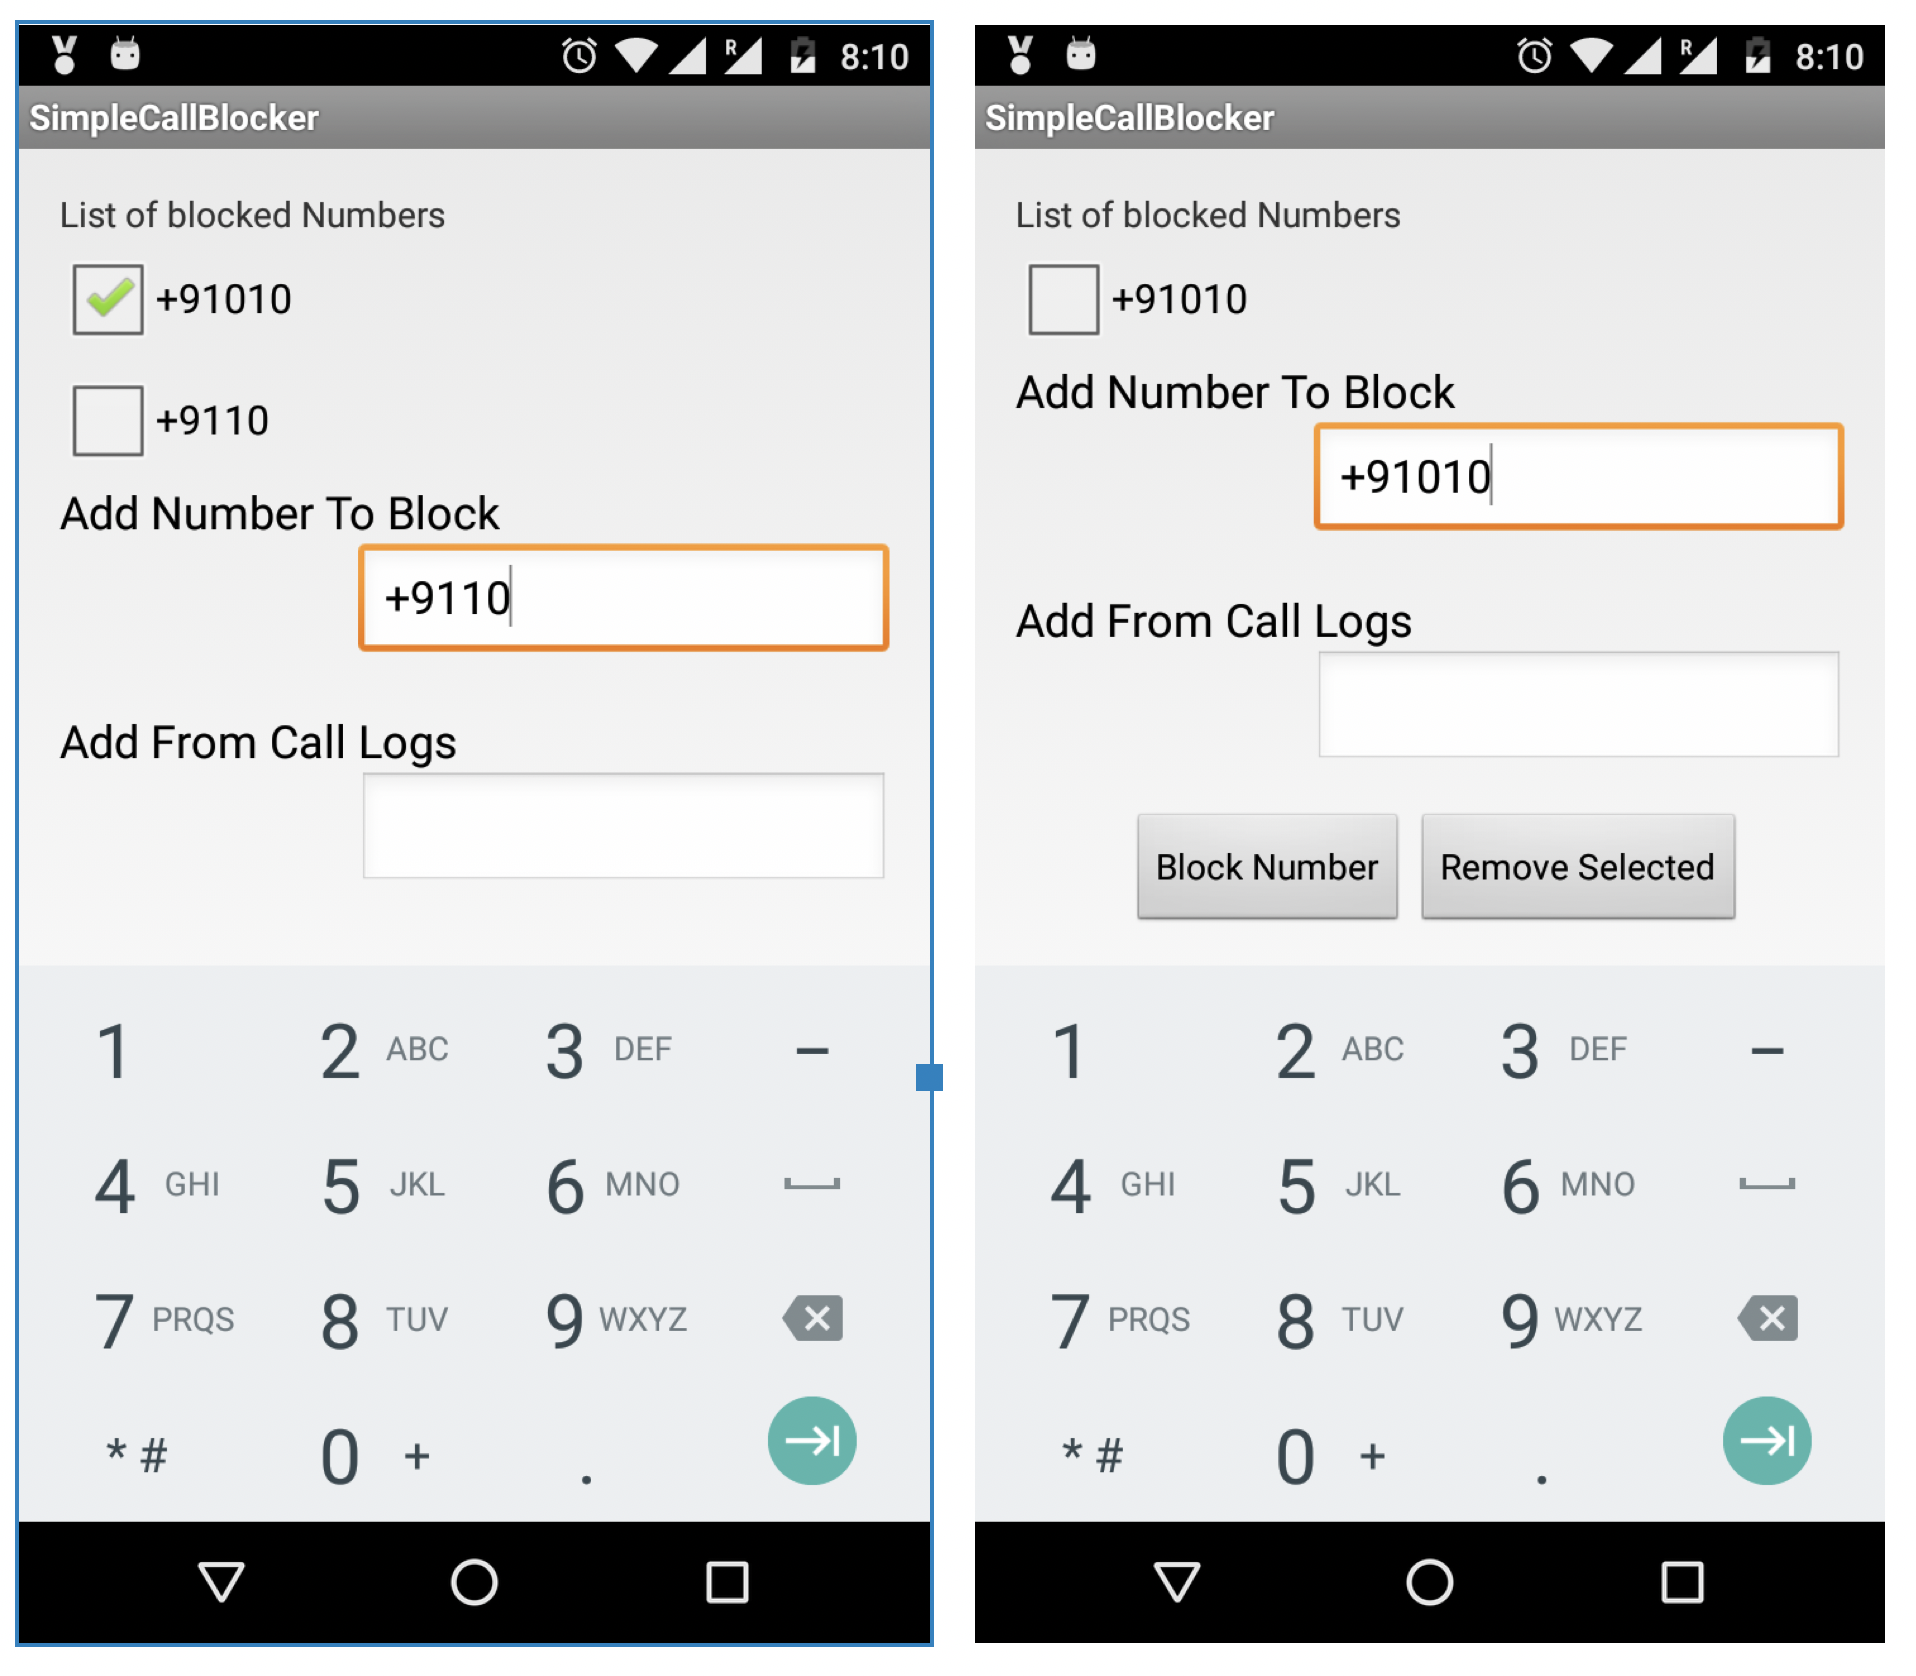 8:10
SimpleCallBlocker
List of blocked Numbers
+91010
+9110
Add Number To Block
+9110
Add From Call Logs
1 2 ABC 3 DEF –
4 GHI 5 JKL 6 MNO
7 PRQS 8 TUV 9 WXYZ
* # 0 + .
R 8:10
SimpleCallBlocker
List of blocked Numbers
+91010
Add Number To Block
+91010
Add From Call Logs
Block Number Remove Selected
1 2 ABC 3 DEF –
4 GHI 5 JKL 6 MNO
7 PRQS 8 TUV 9 WXYZ
* # 0 + .